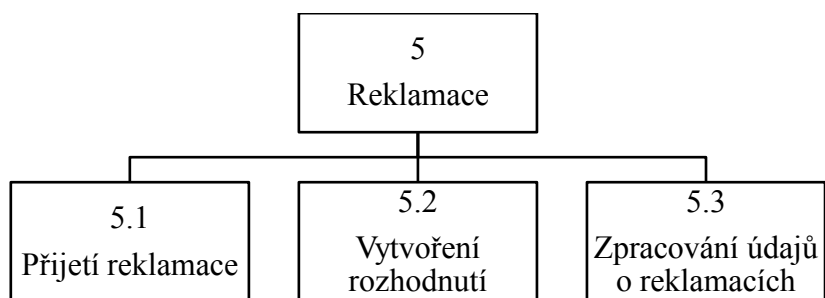 5
Reklamace
5.1
Přijetí reklamace
5.2
Vytvoření
rozhodnutí
5.3
Zpracování údajů
o reklamacích